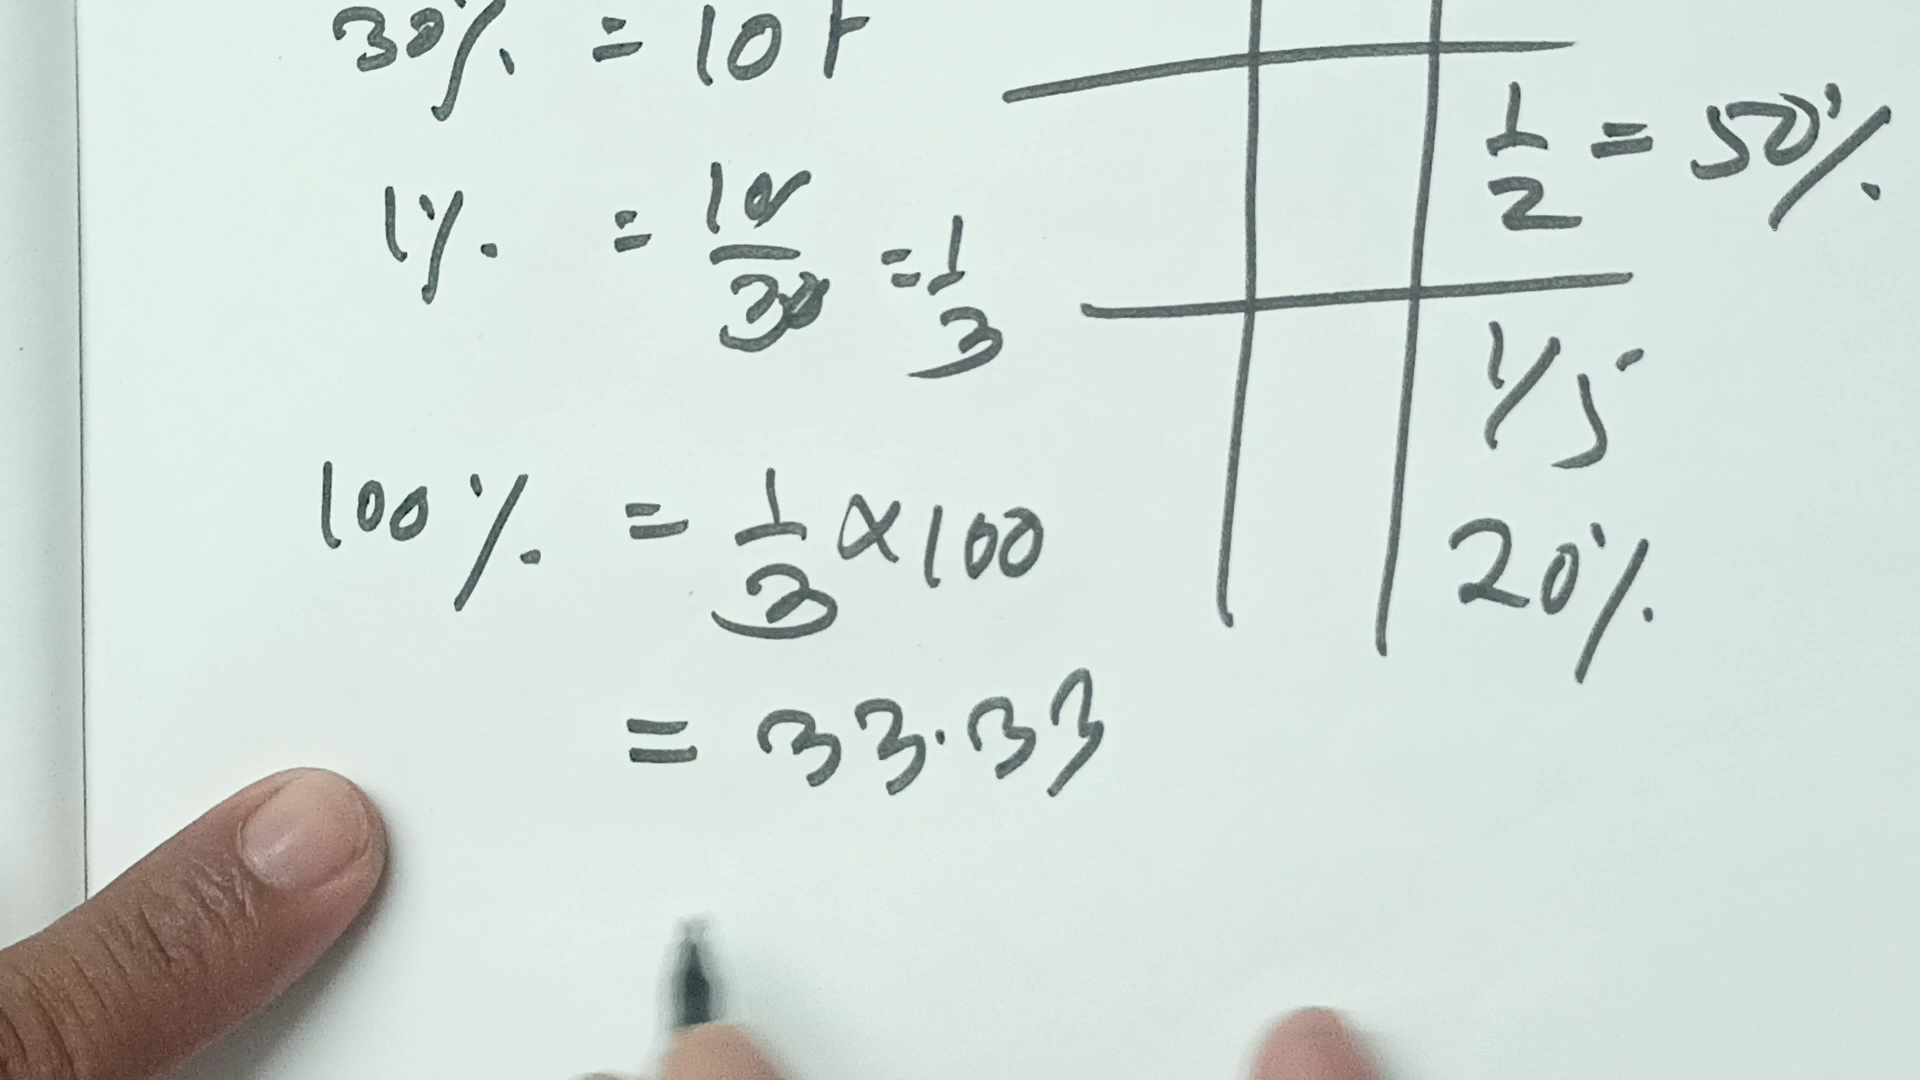 30% = 10
1% = 10/30 = 1/3
100% = 1/3 × 100
= 33.33
1/2 = 50%
1/5
20%